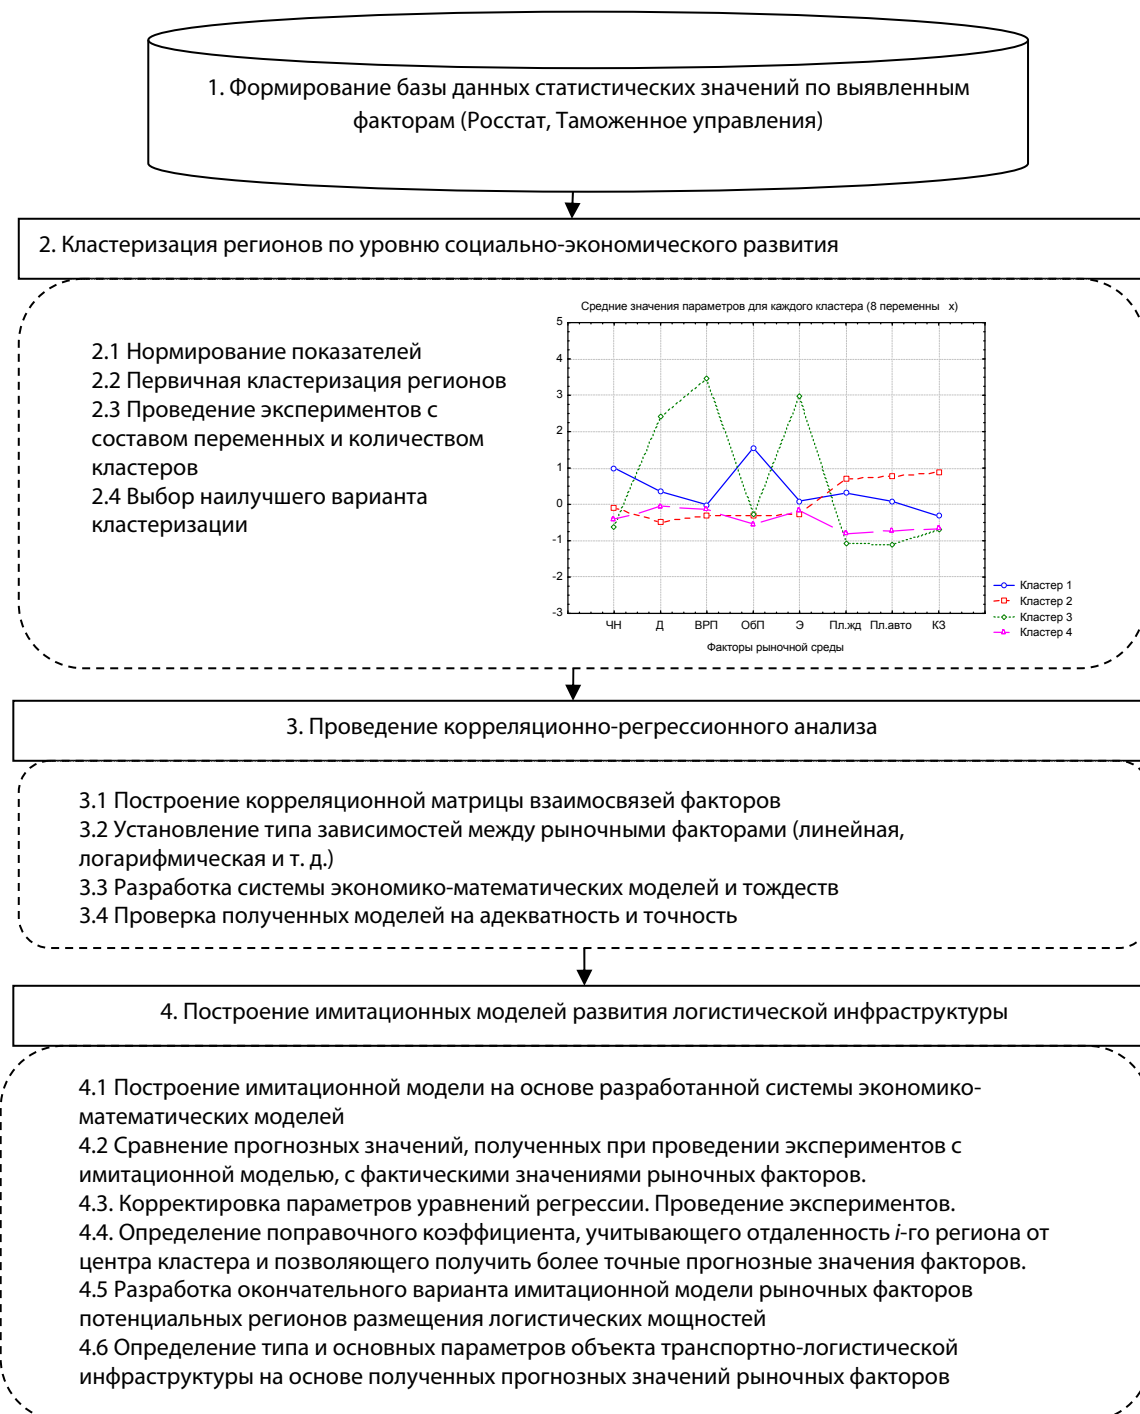 1. Формирование базы данных статистических значений по выявленным
факторам (Росстат, Таможенное управления)
2. Кластеризация регионов по уровню социально-экономического развития
2.1 Нормирование показателей
2.2 Первичная кластеризация регионов
2.3 Проведение экспериментов с
составом переменных и количеством
кластеров
2.4 Выбор наилучшего варианта
кластеризации
Средние значения параметров для каждого кластера (8 переменны х)
5
4
3
2
1
0
-1
-2
-3
ЧН Д ВРП ОбП Э Пл.жд Пл.авто КЗ
Факторы рыночной среды
Кластер 1
Кластер 2
Кластер 3
Кластер 4
3. Проведение корреляционно-регрессионного анализа
3.1 Построение корреляционной матрицы взаимосвязей факторов
3.2 Установление типа зависимостей между рыночными факторами (линейная,
логарифмическая и т. д.)
3.3 Разработка системы экономико-математических моделей и тождеств
3.4 Проверка полученных моделей на адекватность и точность
4. Построение имитационных моделей развития логистической инфраструктуры
4.1 Построение имитационной модели на основе разработанной системы экономико-
математических моделей
4.2 Сравнение прогнозных значений, полученных при проведении экспериментов с
имитационной моделью, с фактическими значениями рыночных факторов.
4.3. Корректировка параметров уравнений регрессии. Проведение экспериментов.
4.4. Определение поправочного коэффициента, учитывающего отдаленность i-го региона от
центра кластера и позволяющего получить более точные прогнозные значения факторов.
4.5 Разработка окончательного варианта имитационной модели рыночных факторов
потенциальных регионов размещения логистических мощностей
4.6 Определение типа и основных параметров объекта транспортно-логистической
инфраструктуры на основе полученных прогнозных значений рыночных факторов